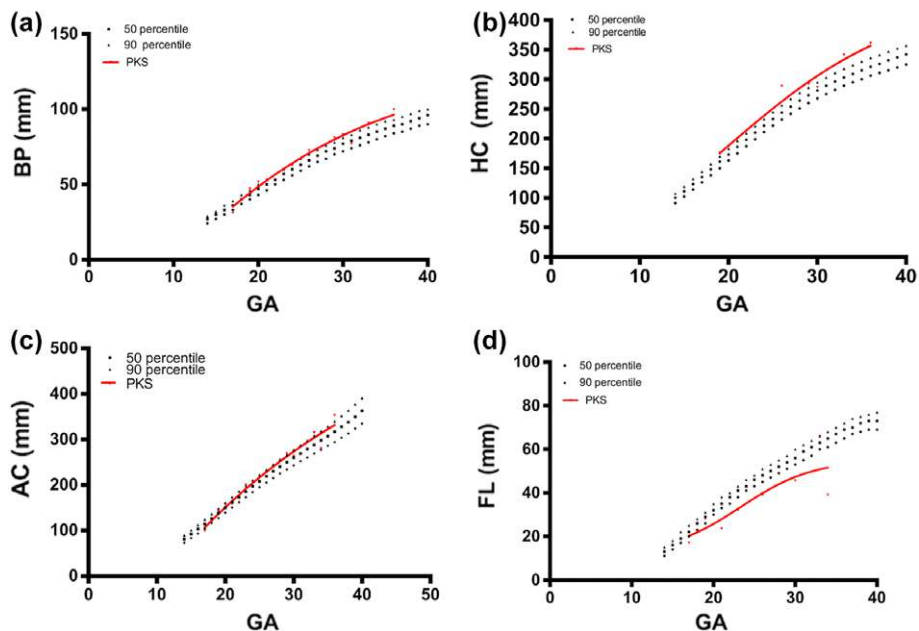 (a)
50 percentile
90 percentile
PKS
150
100
50
0
BP (mm)
0 10 20 30 40
GA
(b)
50 percentile
90 percentile
PKS
400
350
300
250
200
150
100
50
0
HC (mm)
0 10 20 30 40
GA
(c)
50 percentile
90 percentile
PKS
500
400
300
200
100
0
AC (mm)
0 10 20 30 40 50
GA
(d)
50 percentile
90 percentile
PKS
100
80
60
40
20
0
FL (mm)
0 10 20 30 40
GA